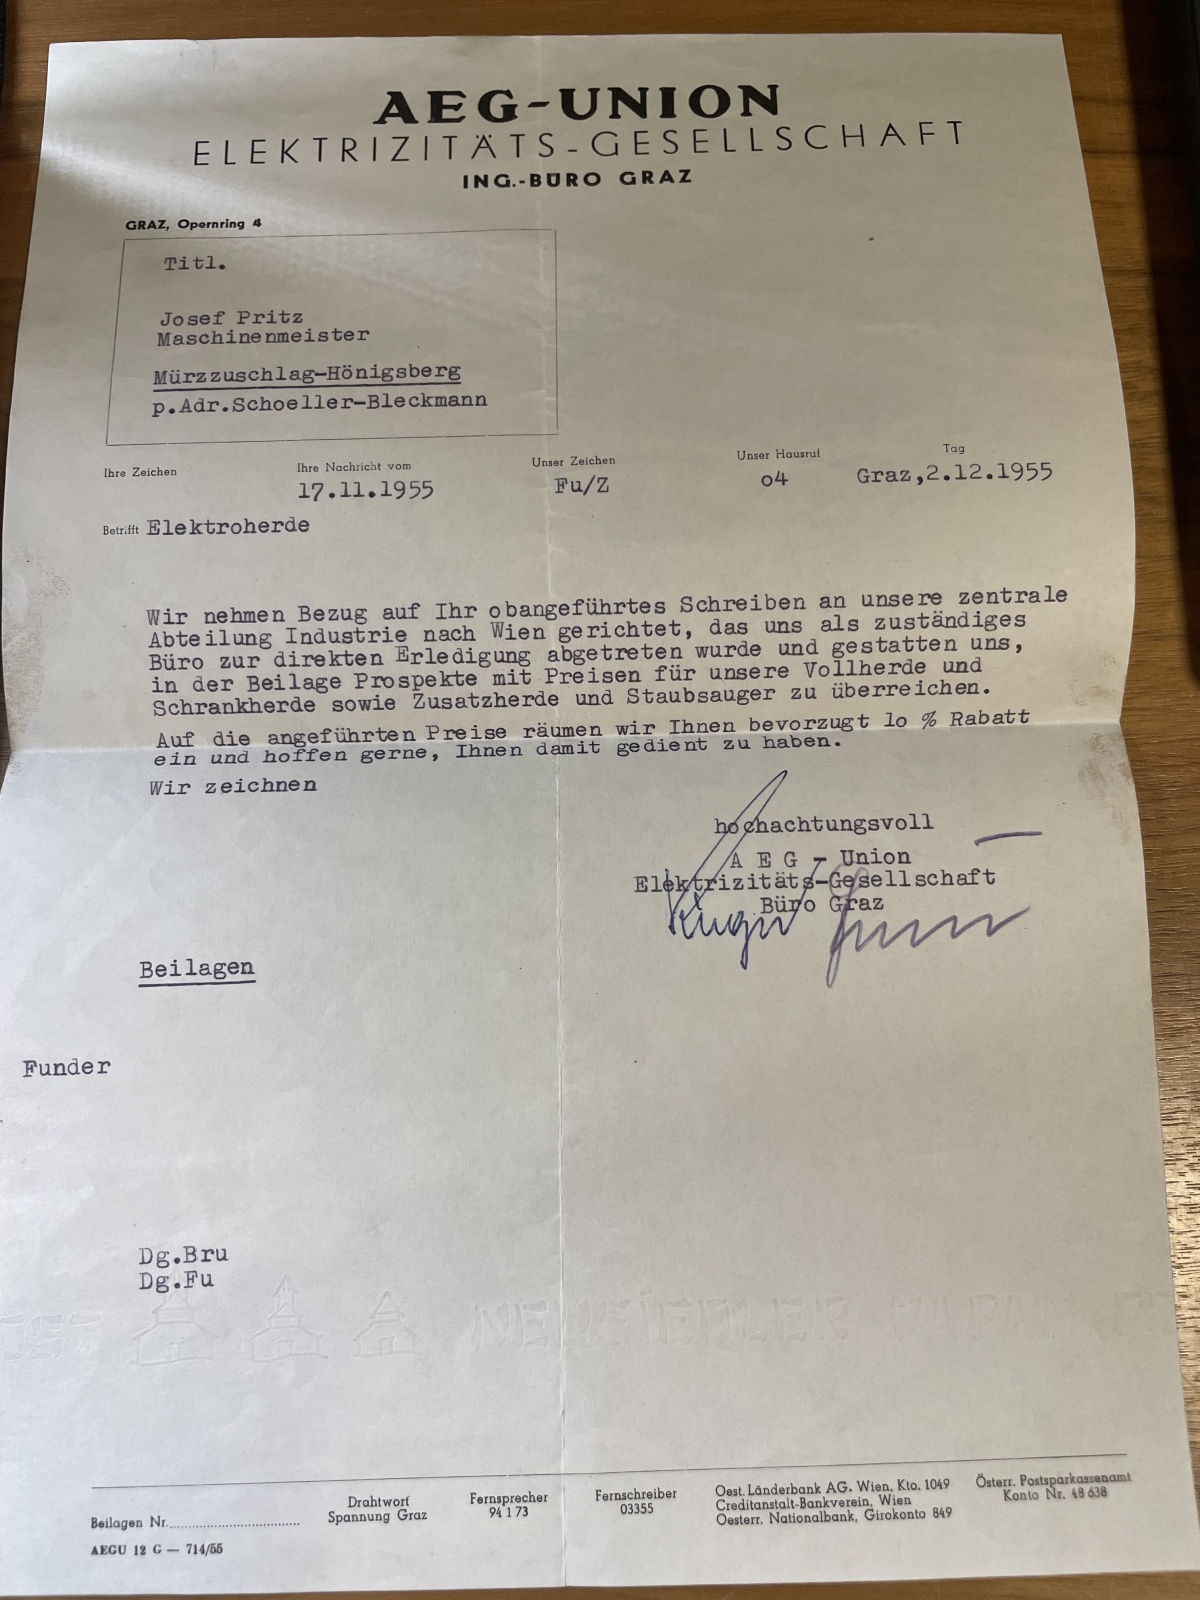 AEG-UNION
ELEKTRIZITÄTS-GESELLSCHAFT
ING.-BÜRO GRAZ
GRAZ, Opernring 4
Titl.
Josef Pritz
Maschinenmeister
Mürzzuschlag-Hönigsberg
p.Adr.Schoeller-Bleckmann
Ihre Zeichen
Ihre Nachricht vom
17.11.1955
Unser Zeichen
Fu/Z
Unser Hausruf
o4
Tag
Graz,2.12.1955
Betrifft Elektroherde
Wir nehmen Bezug auf Ihr obangeführtes Schreiben an unsere zentrale
Abteilung Industrie nach Wien gerichtet, das uns als zuständiges
Büro zur direkten Erledigung abgetreten wurde und gestatten uns,
in der Beilage Prospekte mit Preisen für unsere Vollherde und
Schrankherde sowie Zusatzherde und Staubsauger zu überreichen.
Auf die angeführten Preise räumen wir Ihnen bevorzugt lo % Rabatt
ein und hoffen gerne, Ihnen damit gedient zu haben.
Wir zeichnen
hochachtungsvoll
A E G - Union
Elektrizitäts-Gesellschaft
Büro Graz
Beilagen
Funder
Dg.Bru
Dg.Fu
NEUSIEDLER
Beilagen Nr.
Drahtwort
Spannung Graz
Fernsprecher
94 1 73
Fernschreiber
03355
Oest. Länderbank AG. Wien, Kto. 1049
Creditanstalt-Bankverein, Wien
Oesterr. Nationalbank, Girokonto 849
Österr. Postsparkassenamt
Konto Nr. 48 638
AEGU 12 G — 714/55